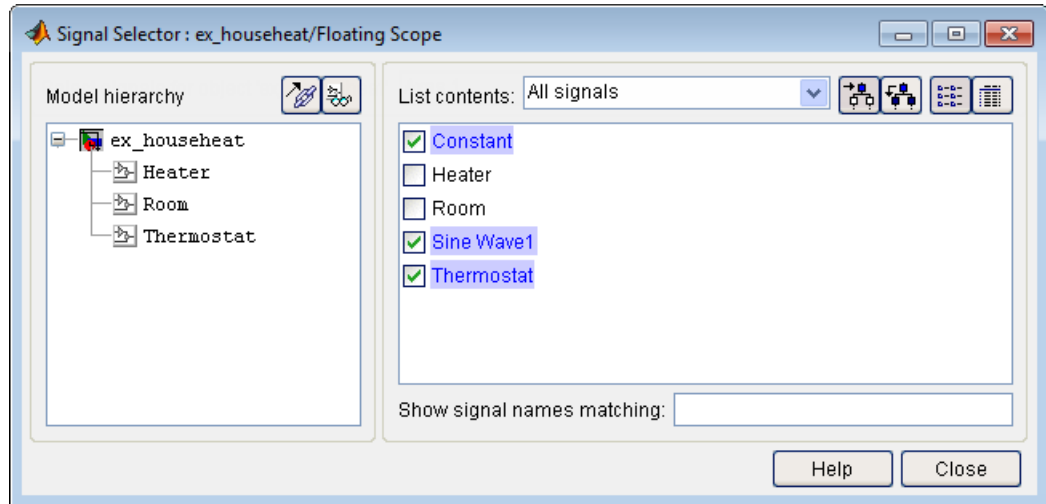 Signal Selector : ex_househeat/Floating Scope
Model hierarchy
ex_househeat
Heater
Room
Thermostat
List contents: All signals
Constant
Heater
Room
Sine Wave1
Thermostat
Show signal names matching:
Help Close